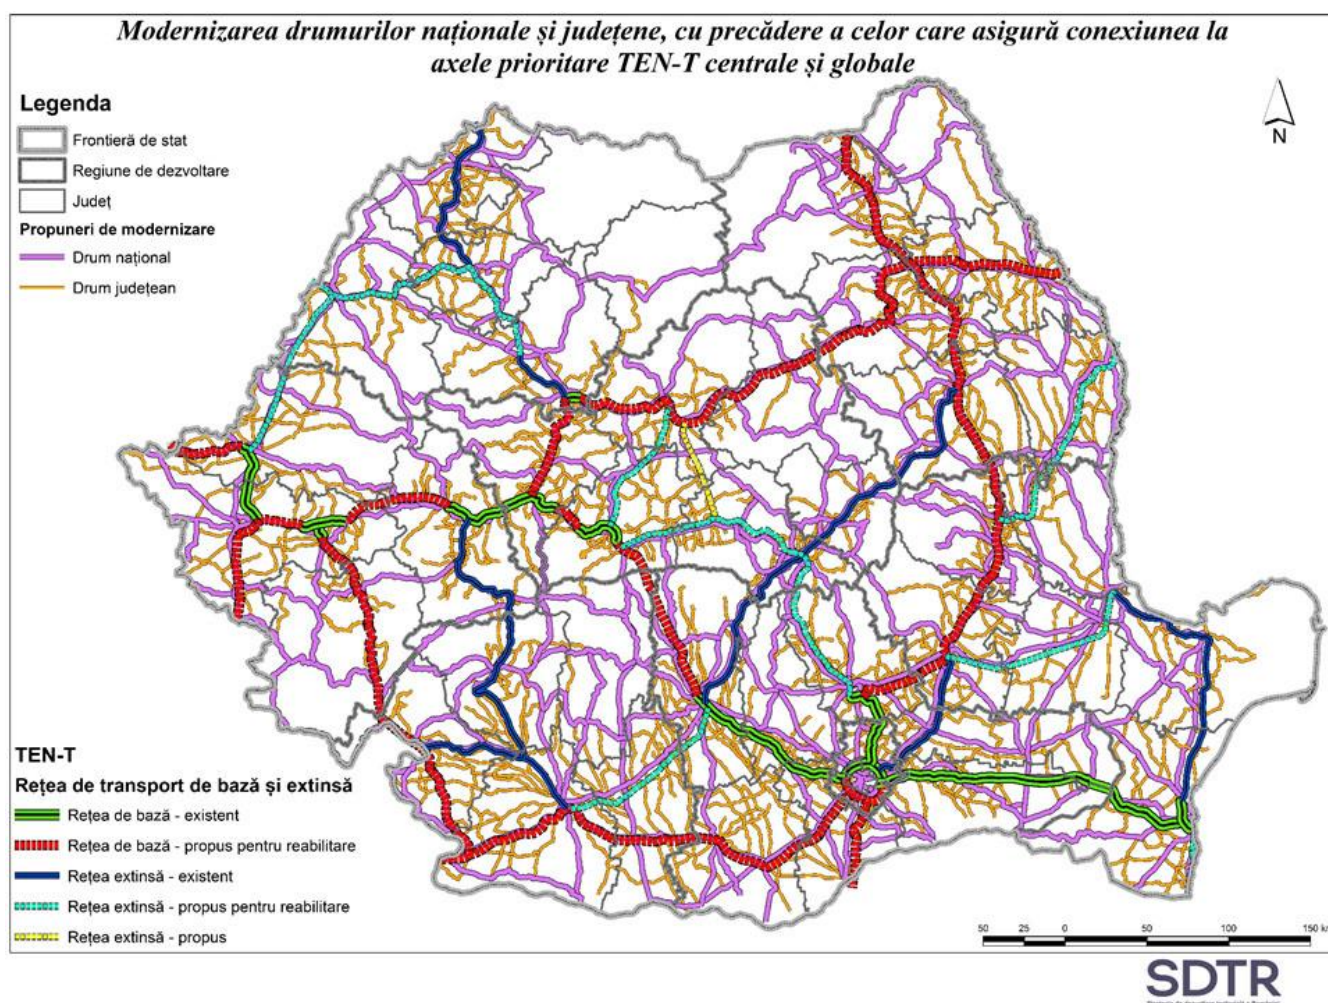 Modernizarea drumurilor naționale și județene, cu precădere a celor care asigură conexiunea la
axele prioritare TEN-T centrale și globale
Legenda
Frontieră de stat
Regiune de dezvoltare
Județ
Propuneri de modernizare
Drum național
Drum județean
N
TEN-T
Rețea de transport de bază și extinsă
Rețea de bază - existent
Rețea de bază - propus pentru reabilitare
Rețea extinsă - existent
Rețea extinsă - propus pentru reabilitare
Rețea extinsă - propus
50 25 0 50 100 150
SDTR